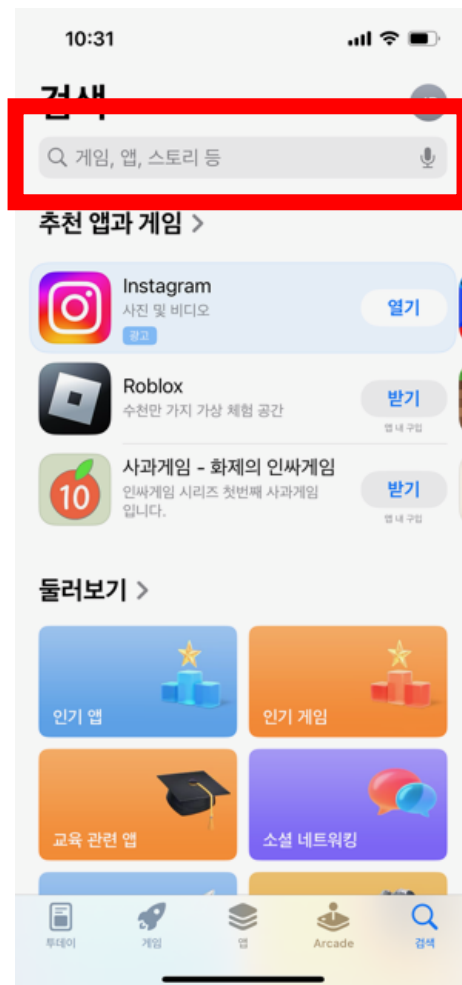 10:31
검색
게임, 앱, 스토리 등
추천 앱과 게임 >
Instagram
사진 및 비디오
광고
열기
Roblox
수천만 가지 가상 체험 공간
받기
앱 내 구입
사과게임 - 화제의 인싸게임
인싸게임 시리즈 첫번째 사과게임
입니다.
받기
앱 내 구입
10
둘러보기 >
인기 앱
인기 게임
교육 관련 앱
소셜 네트워킹
투데이
게임
앱
Arcade
검색